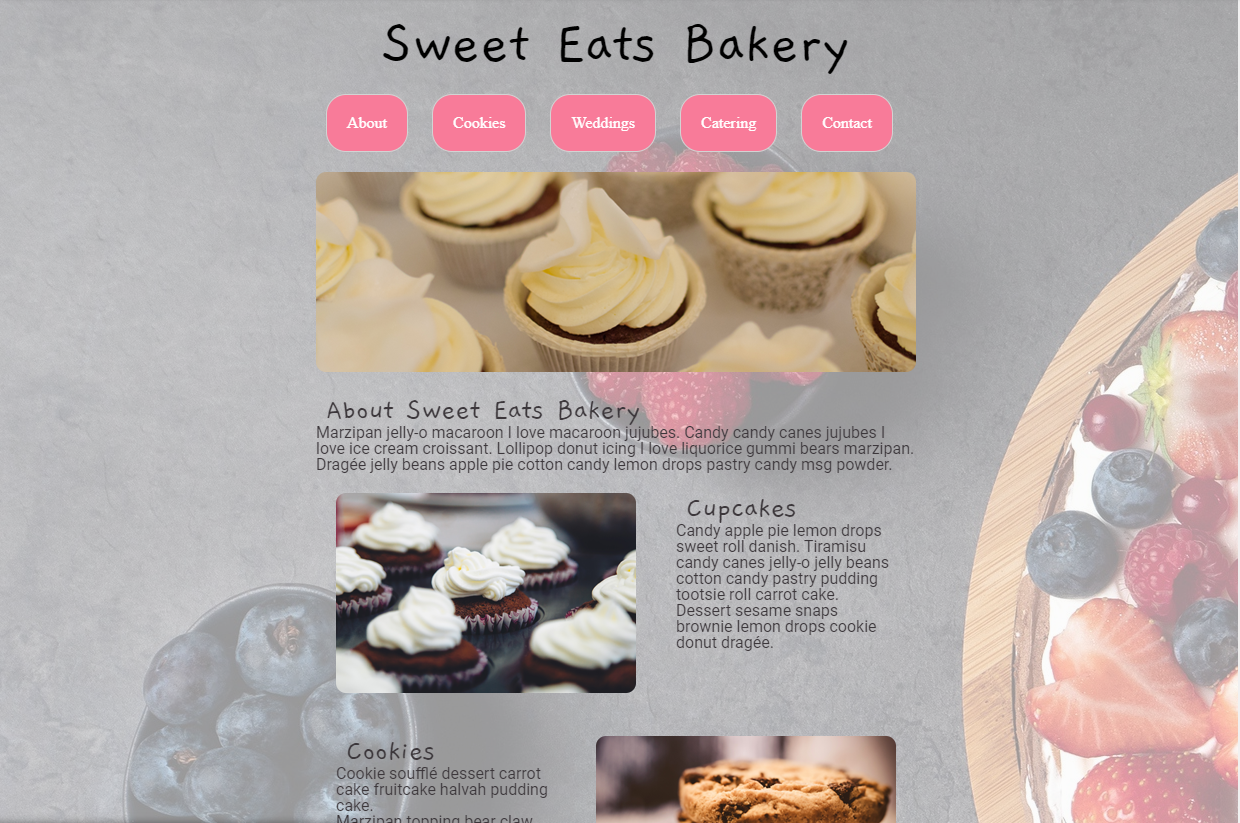 Sweet Eats Bakery
About
Cookies
Weddings
Catering
Contact
About Sweet Eats Bakery
Marzipan jelly-o macaroon I love macaroon jujubes. Candy candy canes jujubes I
love ice cream croissant. Lollipop donut icing I love liquorice gummi bears marzipan.
Dragée jelly beans apple pie cotton candy lemon drops pastry candy msg powder.
Cupcakes
Candy apple pie lemon drops
sweet roll danish. Tiramisu
candy canes jelly-o jelly beans
cotton candy pastry pudding
tootsie roll carrot cake.
Dessert sesame snaps
brownie lemon drops cookie
donut dragée.
Cookies
Cookie soufflé dessert carrot
cake fruitcake halvah pudding
cake.
Marzipan topping bear claw